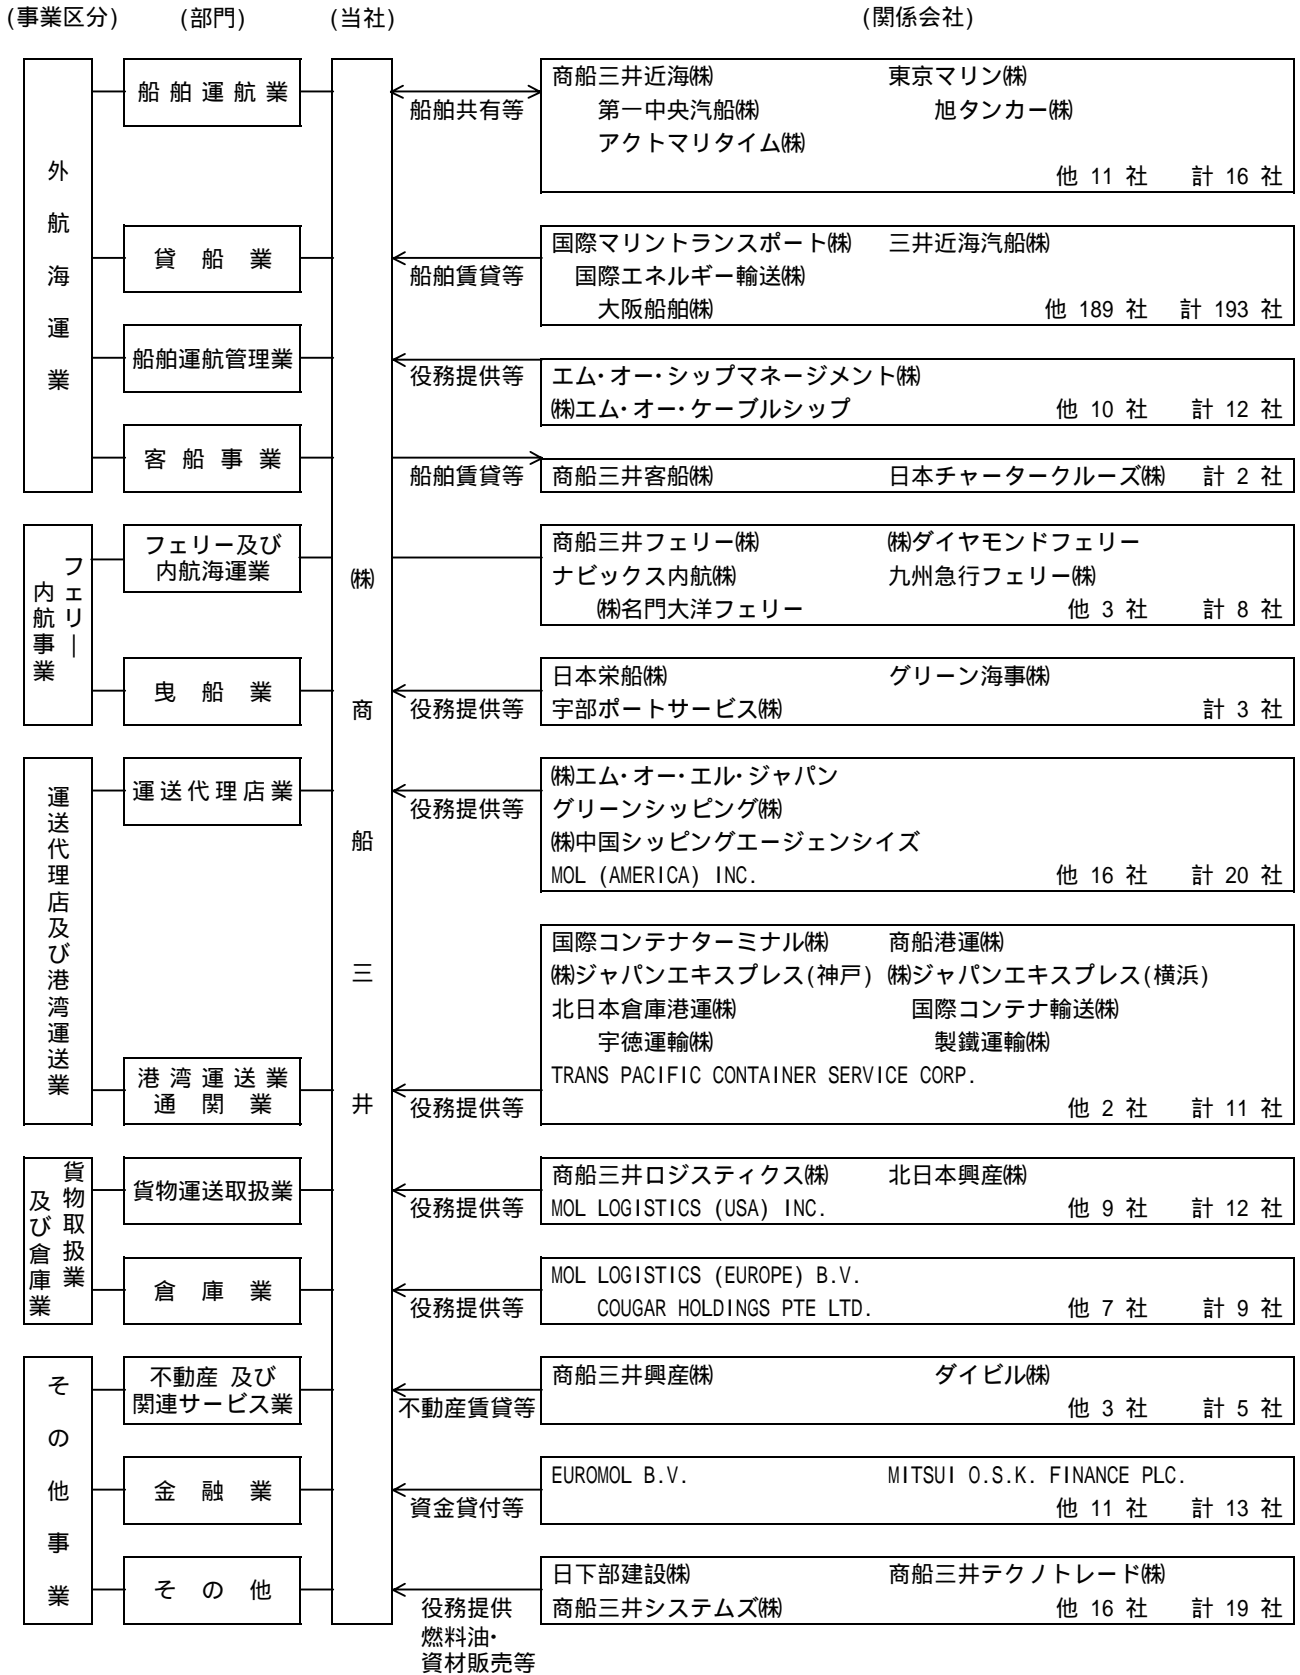 (事業区分) (部門) (当社) (関係会社)
外航海運業
船舶運航業
船舶共有等
商船三井近海㈱ 東京マリン㈱
第一中央汽船㈱ 旭タンカー㈱
アクトマリタイム㈱
他 11 社 計 16 社
貸船業
船舶賃貸等
国際マリントランスポート㈱ 三井近海汽船㈱
国際エネルギー輸送㈱
大阪船舶㈱ 他 189 社 計 193 社
船舶運航管理業
役務提供等
エム・オー・シップマネージメント㈱
㈱エム・オー・ケーブルシップ 他 10 社 計 12 社
客船事業
船舶賃貸等
商船三井客船㈱ 日本チャータークルーズ㈱ 計 2 社
㈱商船三井
フェリー
内航事業
フェリー及び
内航海運業
商船三井フェリー㈱ ㈱ダイヤモンドフェリー
ナビックス内航㈱ 九州急行フェリー㈱
㈱名門大洋フェリー 他 3 社 計 8 社
曳船業
役務提供等
日本栄船㈱ グリーン海事㈱
宇部ポートサービス㈱ 計 3 社
運送代理店及び港湾運送業
運送代理店業
役務提供等
㈱エム・オー・エル・ジャパン
グリーンシッピング㈱
㈱中国シッピングエージェンシイズ
MOL (AMERICA) INC. 他 16 社 計 20 社
港湾運送業
通関業
役務提供等
国際コンテナターミナル㈱ 商船港運㈱
㈱ジャパンエキスプレス(神戸) ㈱ジャパンエキスプレス(横浜)
北日本倉庫港運㈱ 国際コンテナ輸送㈱
宇徳運輸㈱ 製鐵運輸㈱
TRANS PACIFIC CONTAINER SERVICE CORP.
他 2 社 計 11 社
貨物取扱業
及び倉庫業
貨物運送取扱業
役務提供等
商船三井ロジスティクス㈱ 北日本興産㈱
MOL LOGISTICS (USA) INC. 他 9 社 計 12 社
倉庫業
役務提供等
MOL LOGISTICS (EUROPE) B.V.
COUGAR HOLDINGS PTE LTD. 他 7 社 計 9 社
その他事業
不動産 及び
関連サービス業
不動産賃貸等
商船三井興産㈱ ダイビル㈱
他 3 社 計 5 社
金融業
資金貸付等
EUROMOL B.V. MITSUI O.S.K. FINANCE PLC.
他 11 社 計 13 社
その他
役務提供
燃料油・
資材販売等
日下部建設㈱ 商船三井テクノトレード㈱
商船三井システムズ㈱ 他 16 社 計 19 社